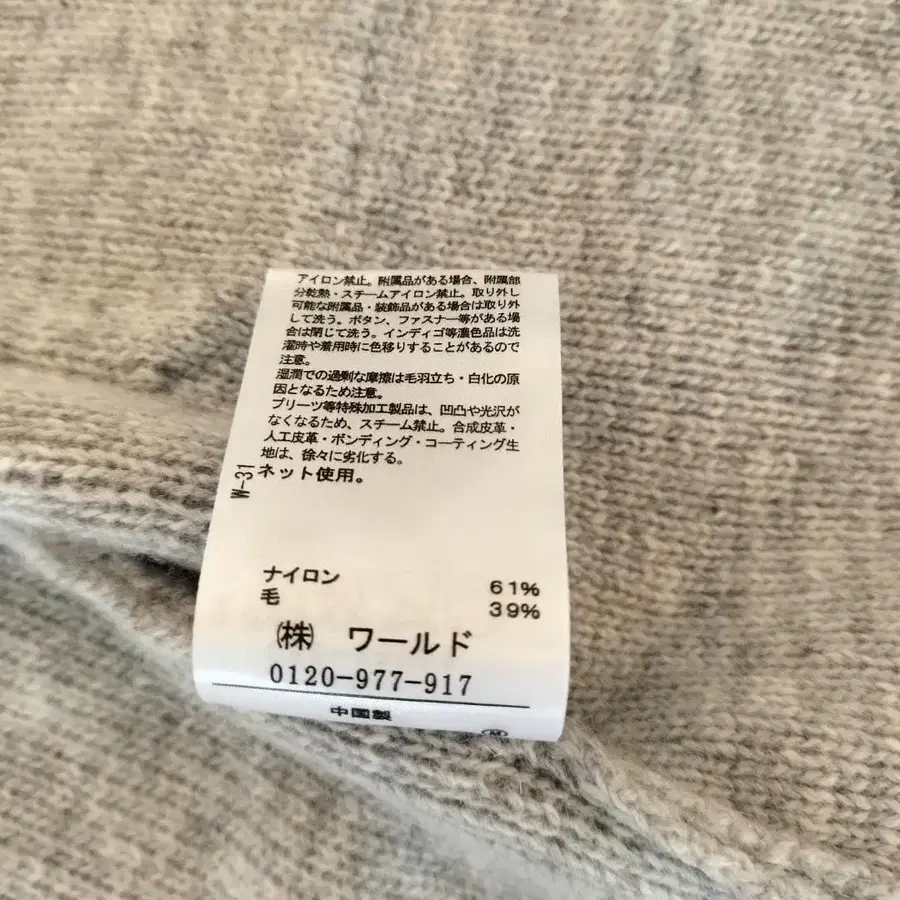 アイロン禁止。附属品がある場合、附属部
分乾熱・スチームアイロン禁止。取り外し
可能な附属品・装飾品がある場合は取り外
して洗う。ボタン、ファスナー等がある場
合は閉じて洗う。インディゴ等濃色品は洗
濯時や着用時に色移りすることがあるので
注意。
湿潤での過剰な摩擦は毛羽立ち・白化の原
因となるため注意。
プリーツ等特殊加工製品は、凹凸や光沢が
なくなるため、スチーム禁止。合成皮革・
人工皮革・ボンディング・コーティング生
地は、徐々に劣化する。
ネット使用。
W-31
ナイロン 61%
毛 39%
㈱ ワールド
0120-977-917
中国製
M